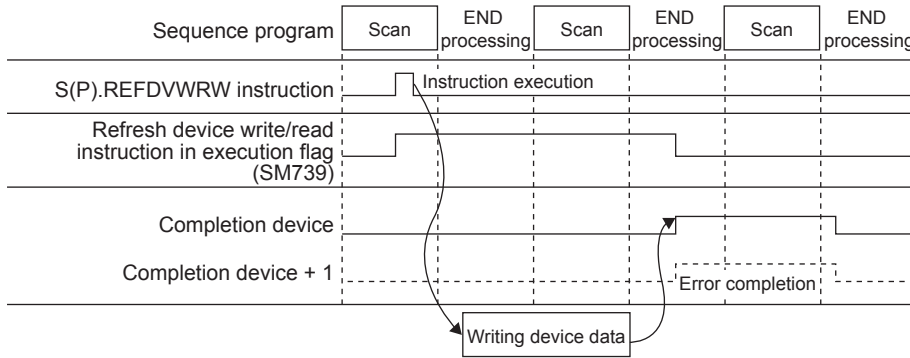 Sequence program Scan END processing Scan END processing Scan END processing
S(P).REFDVWRW instruction
Instruction execution
Refresh device write/read
instruction in execution flag
(SM739)
Completion device
Completion device + 1
Error completion
Writing device data